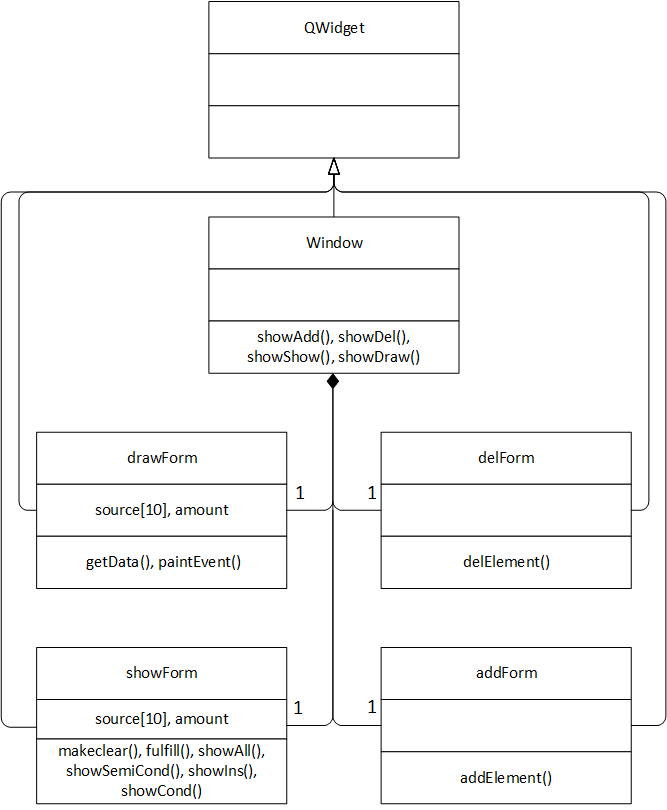 QWidget
Window
showAdd(), showDel(),
showShow(), showDraw()
drawForm
source[10], amount
getData(), paintEvent()
1
1
delForm
delElement()
showForm
source[10], amount
makeclear(), fulfill(), showAll(),
showSemiCond(), showIns(),
showCond()
1
1
addForm
addElement()